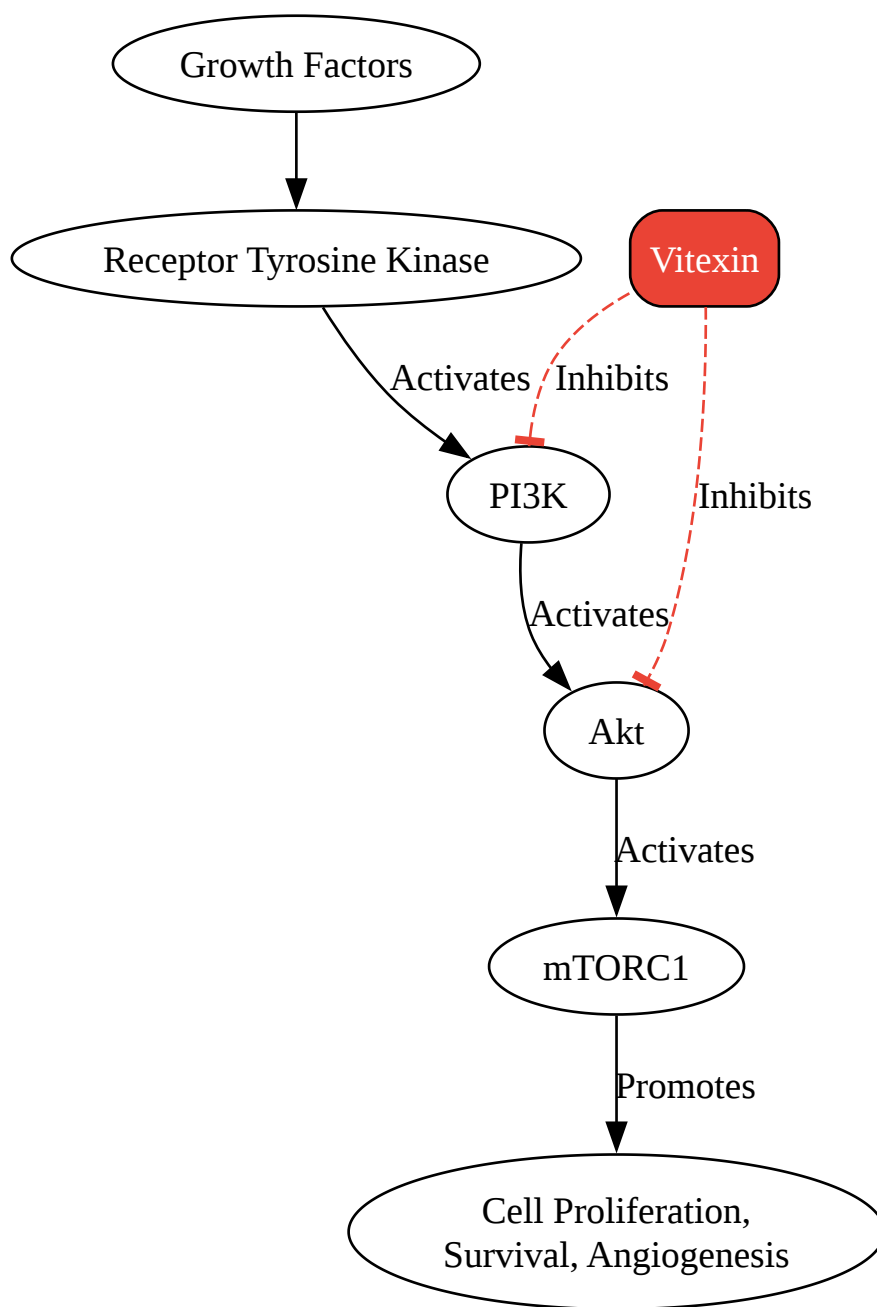 Growth Factors
Receptor Tyrosine Kinase
Vitexin
Activates
Inhibits
PI3K
Inhibits
Activates
Akt
Activates
mTORC1
Promotes
Cell Proliferation,
Survival, Angiogenesis